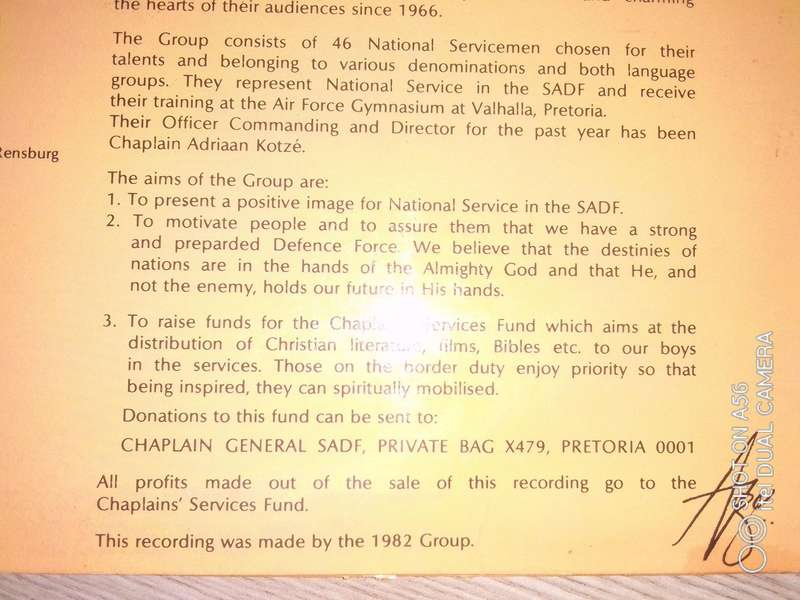 the hearts of their audiences since 1966.
The Group consists of 46 National Servicemen chosen for their
talents and belonging to various denominations and both language
groups. They represent National Service in the SADF and receive
their training at the Air Force Gymnasium at Valhalla, Pretoria.
Their Officer Commanding and Director for the past year has been
Chaplain Adriaan Kotzé.
Rensburg
The aims of the Group are:
1. To present a positive image for National Service in the SADF.
2. To motivate people and to assure them that we have a strong
and preparded Defence Force. We believe that the destinies of
nations are in the hands of the Almighty God and that He, and
not the enemy, holds our future in His hands.
3. To raise funds for the Services Fund which aims at the
distribution of Christian literature, films, Bibles etc. to our boys
in the services. Those on the border duty enjoy priority so that
being inspired, they can spiritually mobilised.
Donations to this fund can be sent to:
CHAPLAIN GENERAL SADF, PRIVATE BAG X479, PRETORIA 0001
All profits made out of the sale of this recording go to the
Chaplains' Services Fund.
This recording was made by the 1982 Group.
SHOT ON A56
itel DUAL CAMERA